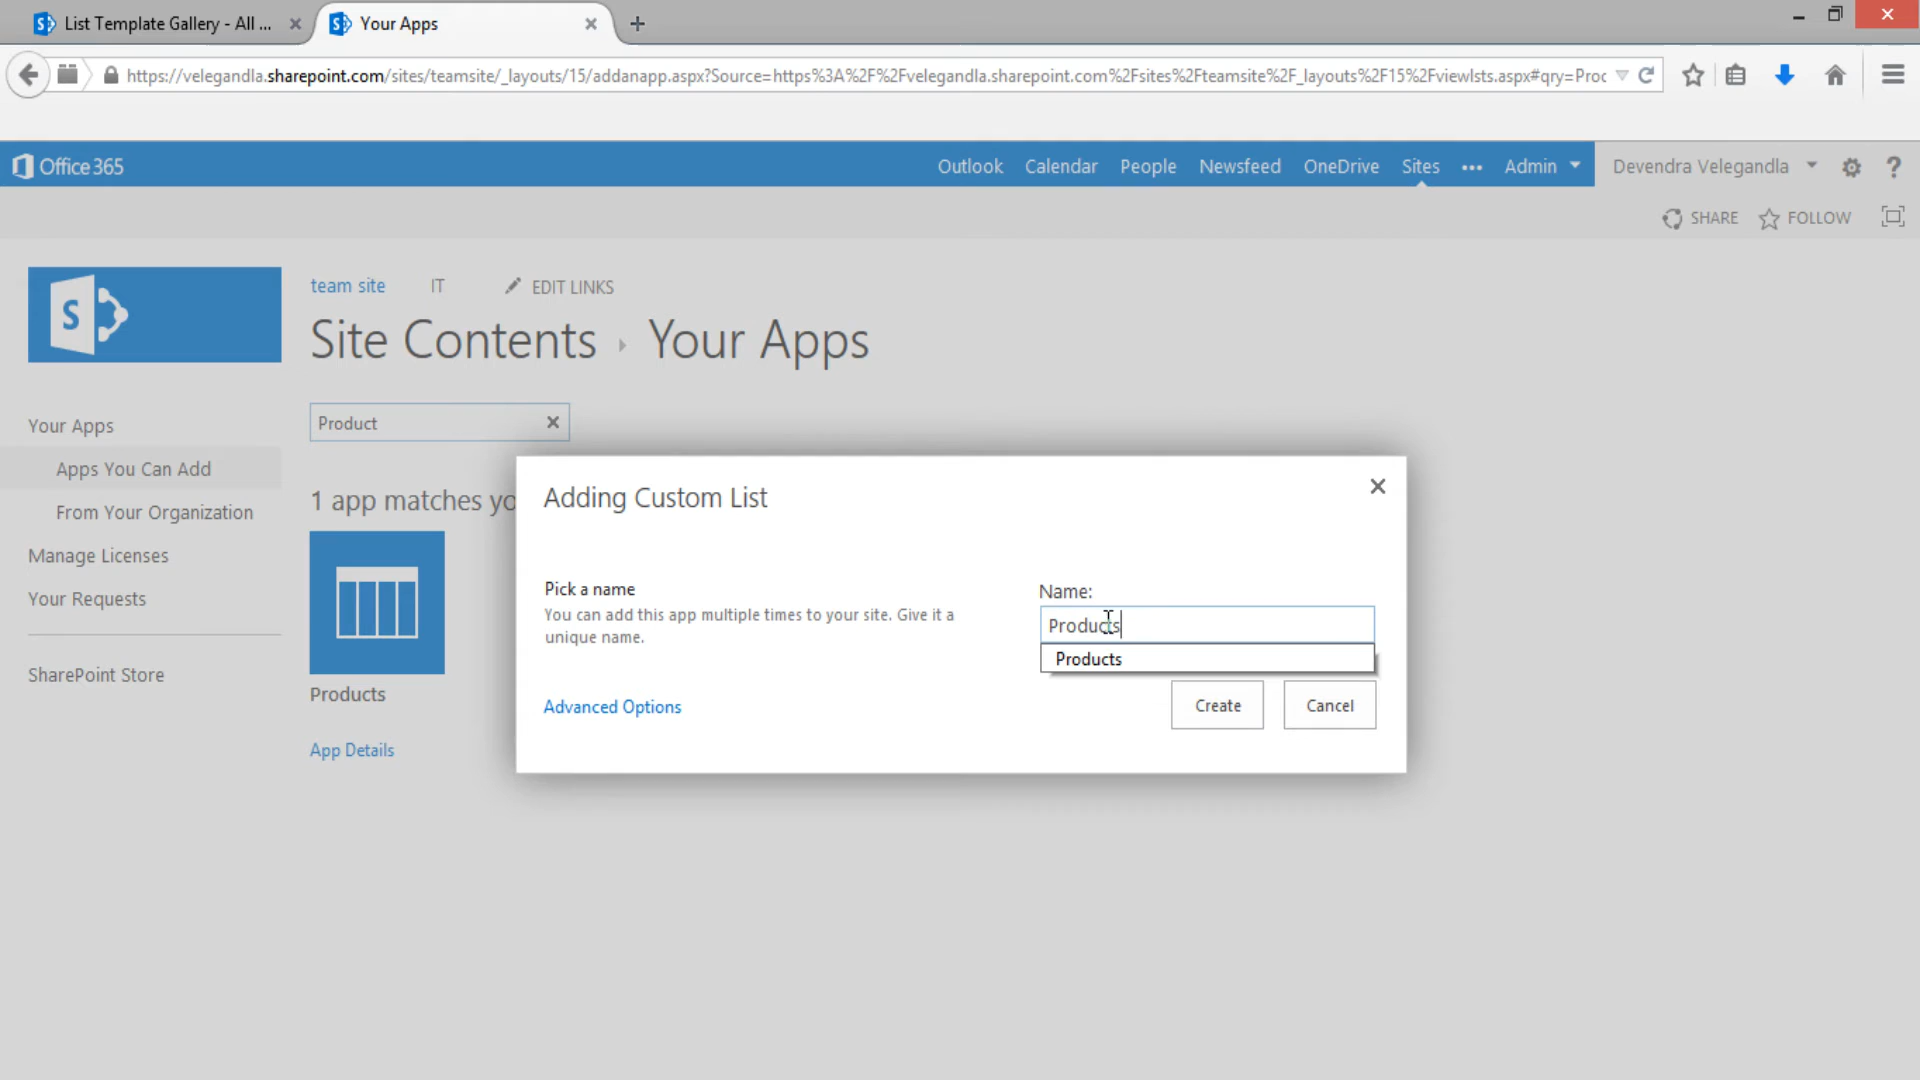 List Template Gallery - All ...
Your Apps
https://velegandla.sharepoint.com/sites/teamsite/_layouts/15/addanapp.aspx?Source=https%3A%2F%2Fvelegandla.sharepoint.com%2Fsites%2Fteamsite%2F_layouts%2F15%2Fviewlsts.aspx#qry=Proc
Office 365
Outlook Calendar People Newsfeed OneDrive Sites ••• Admin Devendra Velegandla ?
SHARE FOLLOW
S
team site IT EDIT LINKS
Site Contents Your Apps
Product
Your Apps
Apps You Can Add
From Your Organization
Manage Licenses
Your Requests
SharePoint Store
1 app matches yo
Products
App Details
Adding Custom List
Pick a name
You can add this app multiple times to your site. Give it a
unique name.
Name:
Products
Products
Advanced Options
Create Cancel